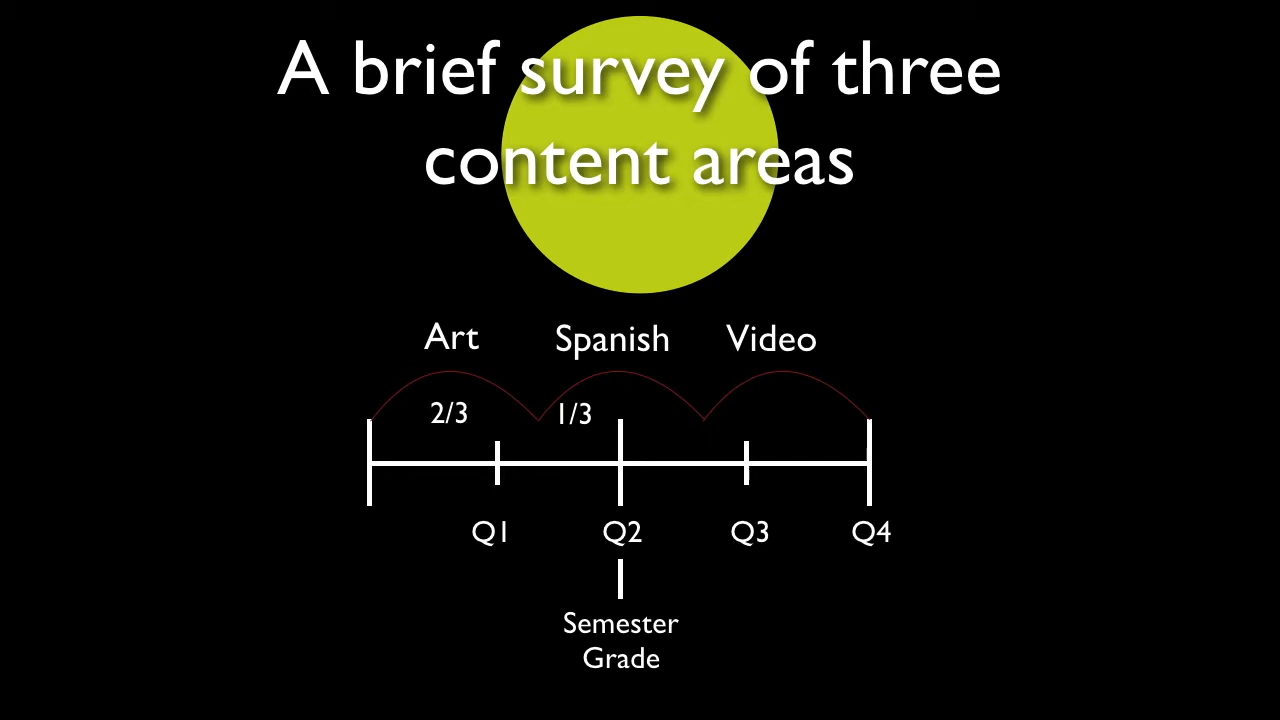 A brief survey of three
content areas
Art Spanish Video
2/3 1/3
Q1 Q2 Q3 Q4
Semester
Grade